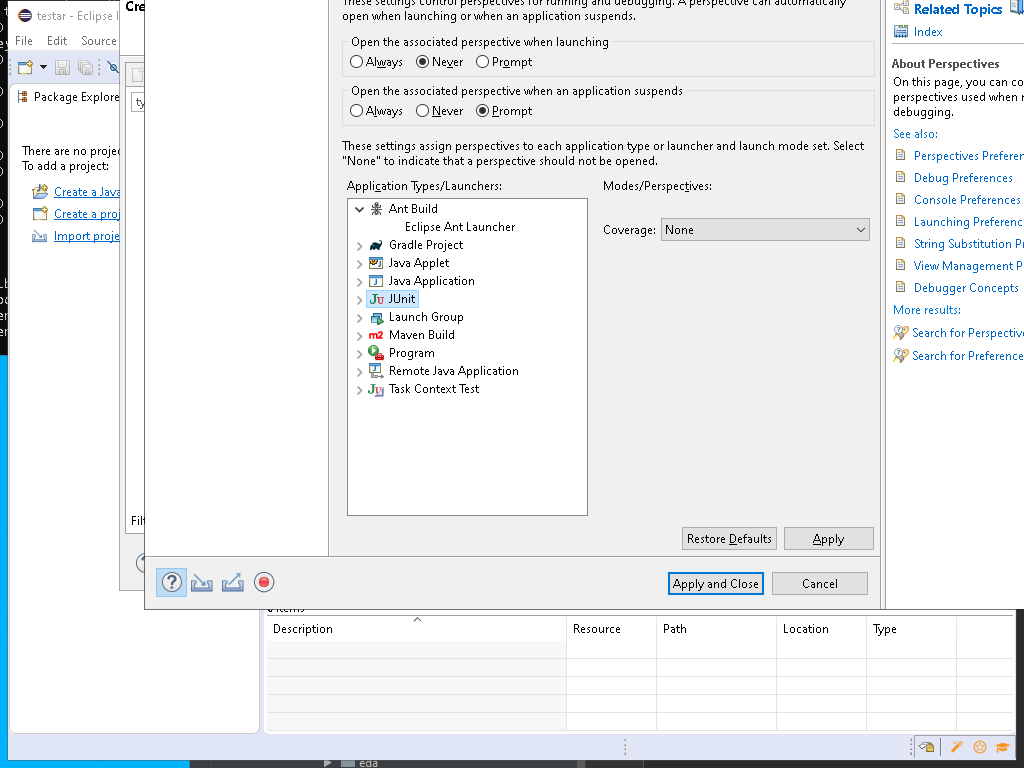 testar - Eclipse I
Cre
File Edit Source
Package Explore
ty
There are no projec
To add a project:
Create a Java
Create a proj
Import proje
Filt
These settings control perspectives for running and debugging. A perspective can automatically
open when launching or when an application suspends.
Open the associated perspective when launching
Always Never Prompt
Open the associated perspective when an application suspends
Always Never Prompt
These settings assign perspectives to each application type or launcher and launch mode set. Select
"None" to indicate that a perspective should not be opened.
Application Types/Launchers:
Modes/Perspectives:
Ant Build
Eclipse Ant Launcher
Gradle Project
Java Applet
Java Application
JUnit
Launch Group
Maven Build
Program
Remote Java Application
Task Context Test
Coverage: None
Restore Defaults Apply
Apply and Close Cancel
Related Topics
Index
About Perspectives
On this page, you can co
perspectives used when r
debugging.
See also:
Perspectives Preferen
Debug Preferences
Console Preferences
Launching Preferenc
String Substitution P
View Management P
Debugger Concepts
More results:
Search for Perspective
Search for Preference
items
Description Resource Path Location Type
eda